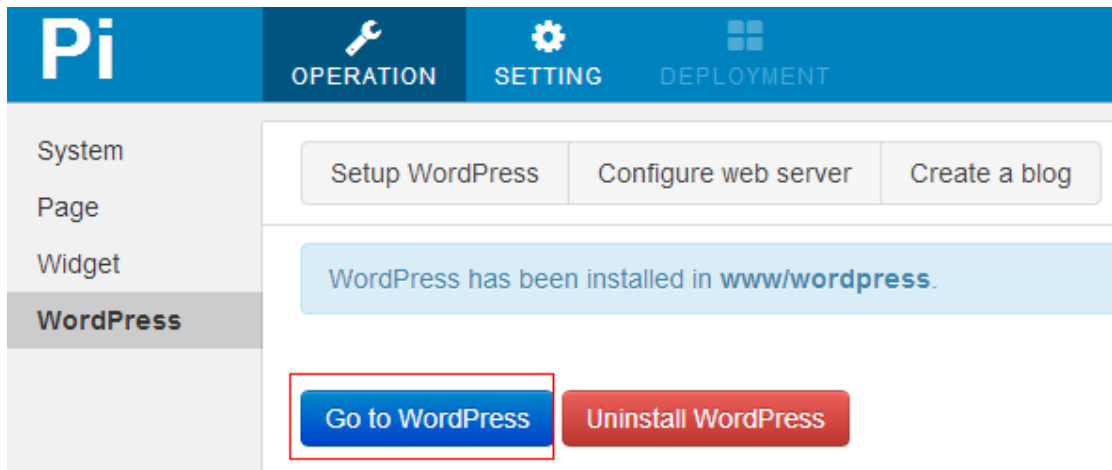 Pi
OPERATION SETTING DEPLOYMENT
System
Page
Widget
WordPress
Setup WordPress Configure web server Create a blog
WordPress has been installed in www/wordpress.
Go to WordPress Uninstall WordPress